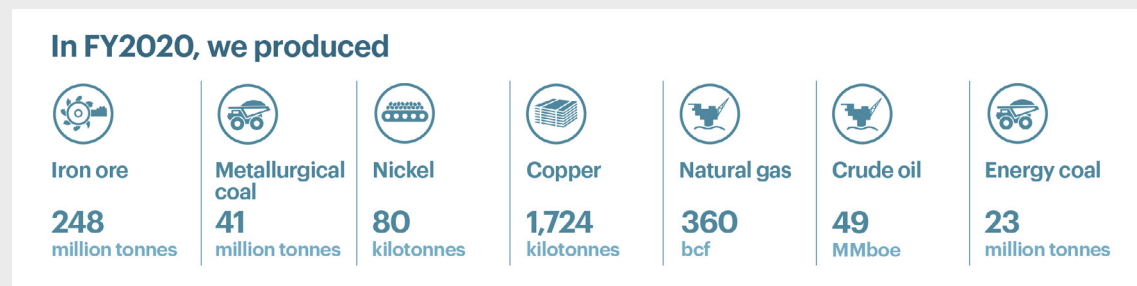 In FY2020, we produced
Iron ore
248
million tonnes
Metallurgical
coal
41
million tonnes
Nickel
80
kilotonnes
Copper
1,724
kilotonnes
Natural gas
360
bcf
Crude oil
49
MMboe
Energy coal
23
million tonnes